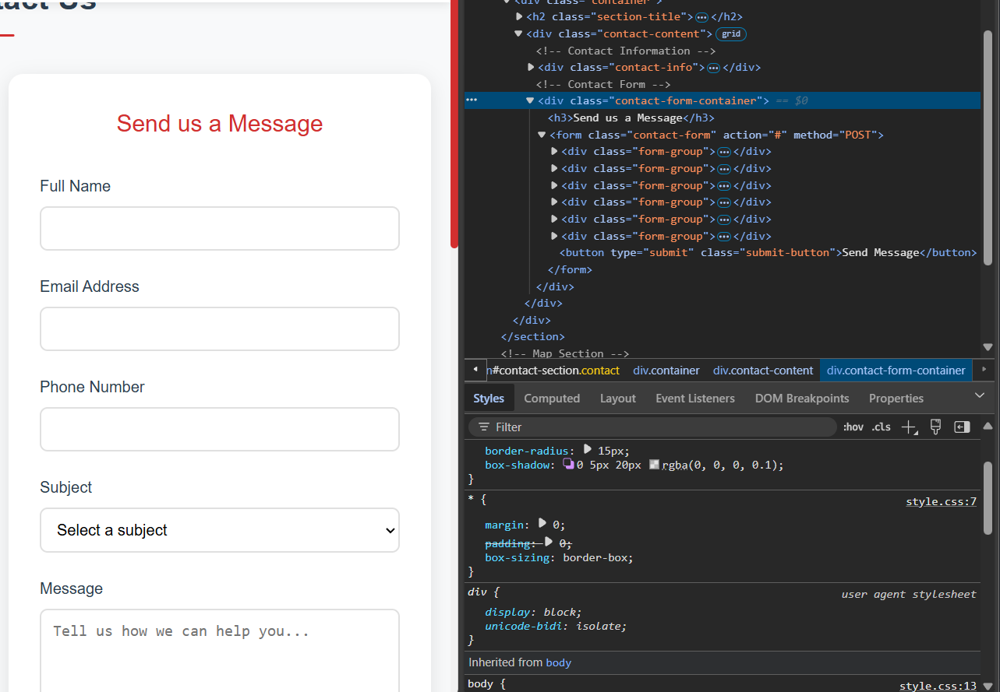 tact Us
Send us a Message
Full Name
Email Address
Phone Number
Subject
Select a subject
Message
Tell us how we can help you...
<div class="container">
<h2 class="section-title">…</h2>
<div class="contact-content"> grid
<!-- Contact Information -->
<div class="contact-info">…</div>
<!-- Contact Form -->
… <div class="contact-form-container"> == $0
<h3>Send us a Message</h3>
<form class="contact-form" action="#" method="POST">
<div class="form-group">…</div>
<div class="form-group">…</div>
<div class="form-group">…</div>
<div class="form-group">…</div>
<div class="form-group">…</div>
<div class="form-group">…</div>
<button type="submit" class="submit-button">Send Message</button>
</form>
</div>
</div>
</div>
</section>
<!-- Map Section -->
n#contact-section.contact div.container div.contact-content div.contact-form-container
Styles Computed Layout Event Listeners DOM Breakpoints Properties
Filter :hov .cls
border-radius: 15px;
box-shadow: 0 5px 20px rgba(0, 0, 0, 0.1);
}
* { style.css:7
margin: 0;
padding: 0;
box-sizing: border-box;
}
div { user agent stylesheet
display: block;
unicode-bidi: isolate;
}
Inherited from body
body { style.css:13